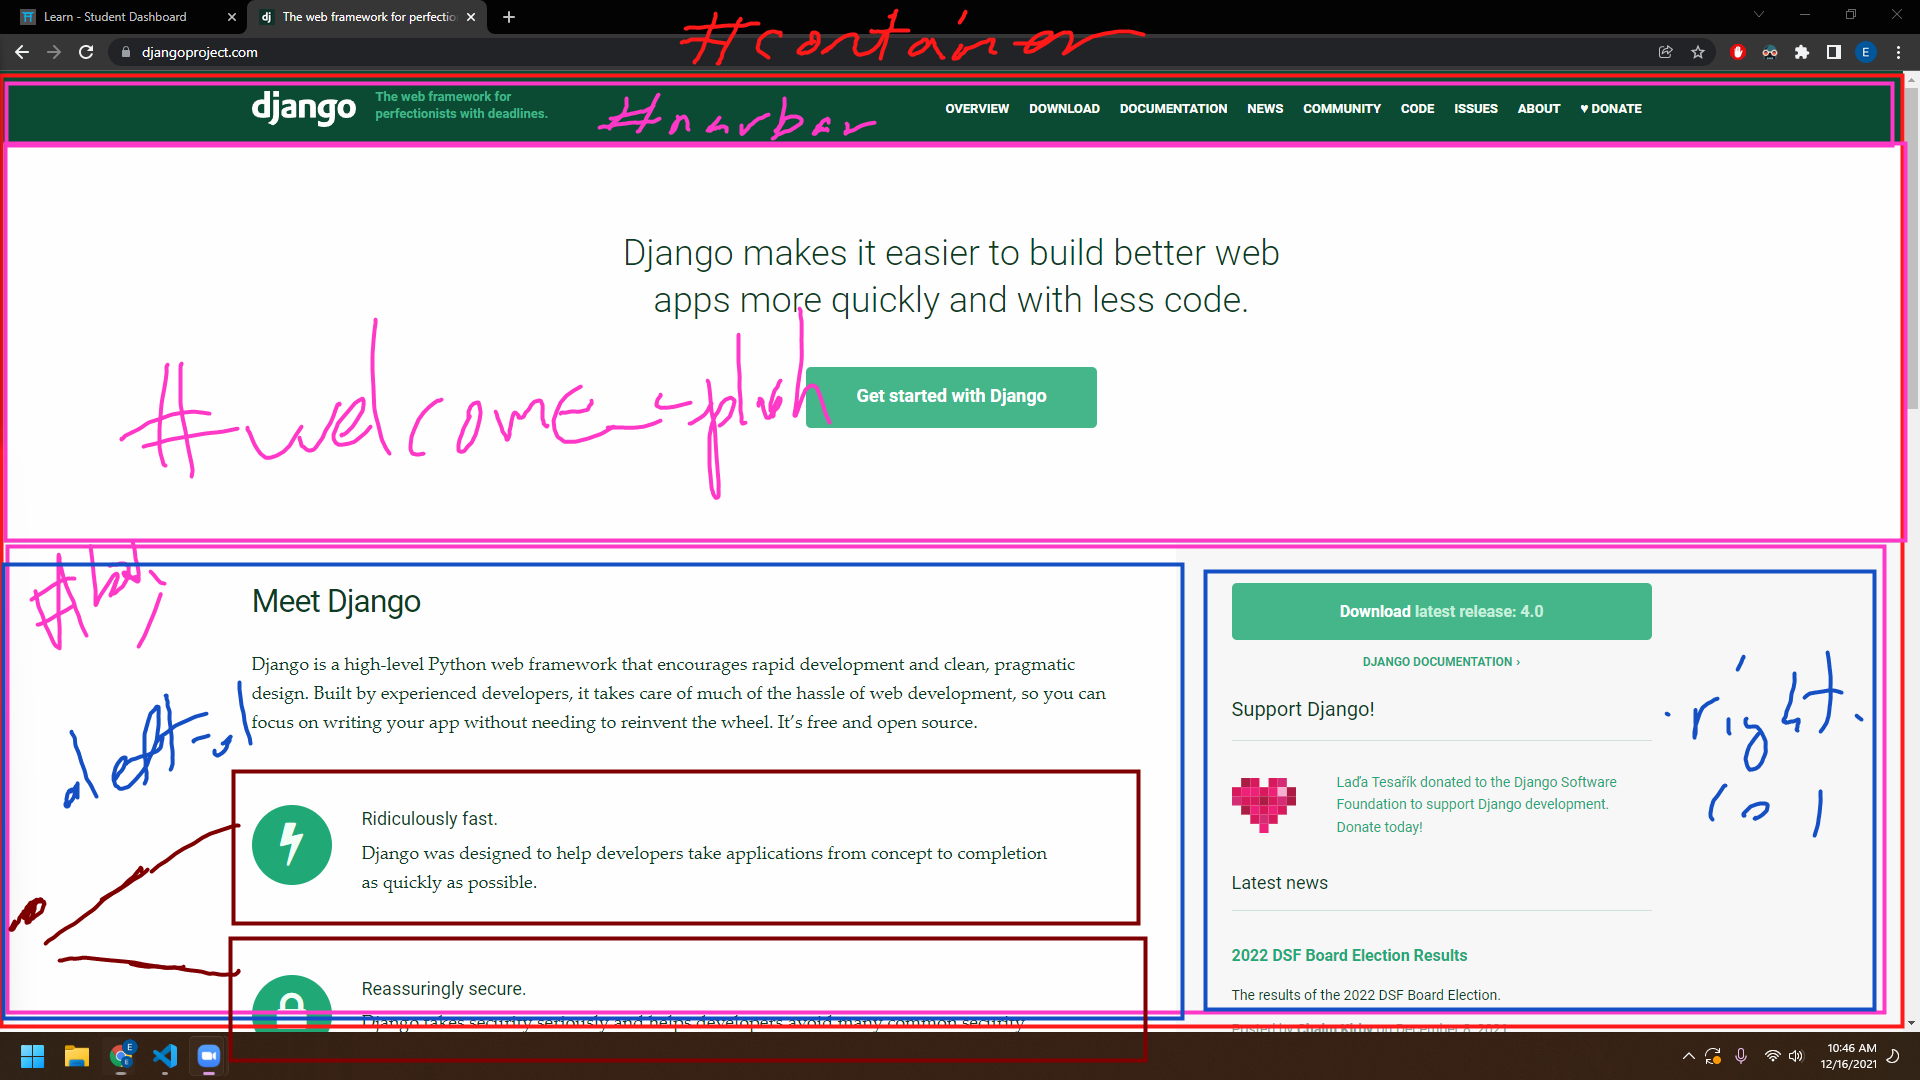 Learn - Student Dashboard
The web framework for perfectio
djangoproject.com
#container
E
django
The web framework for
perfectionists with deadlines.
#navbar
OVERVIEW DOWNLOAD DOCUMENTATION NEWS COMMUNITY CODE ISSUES ABOUT ♥ DONATE
Django makes it easier to build better web
apps more quickly and with less code.
Get started with Django
#welcome-
Meet Django
Django is a high-level Python web framework that encourages rapid development and clean, pragmatic
design. Built by experienced developers, it takes care of much of the hassle of web development, so you can
focus on writing your app without needing to reinvent the wheel. It's free and open source.
Ridiculously fast.
Django was designed to help developers take applications from concept to completion
as quickly as possible.
Reassuringly secure.
Django takes security seriously and helps developers avoid many common security
Download latest release: 4.0
DJANGO DOCUMENTATION ›
Support Django!
.right-
col
Laďa Tesařík donated to the Django Software
Foundation to support Django development.
Donate today!
Latest news
2022 DSF Board Election Results
The results of the 2022 DSF Board Election.
Posted by Chaim Kirby on December 8, 2021
10:46 AM
12/16/2021